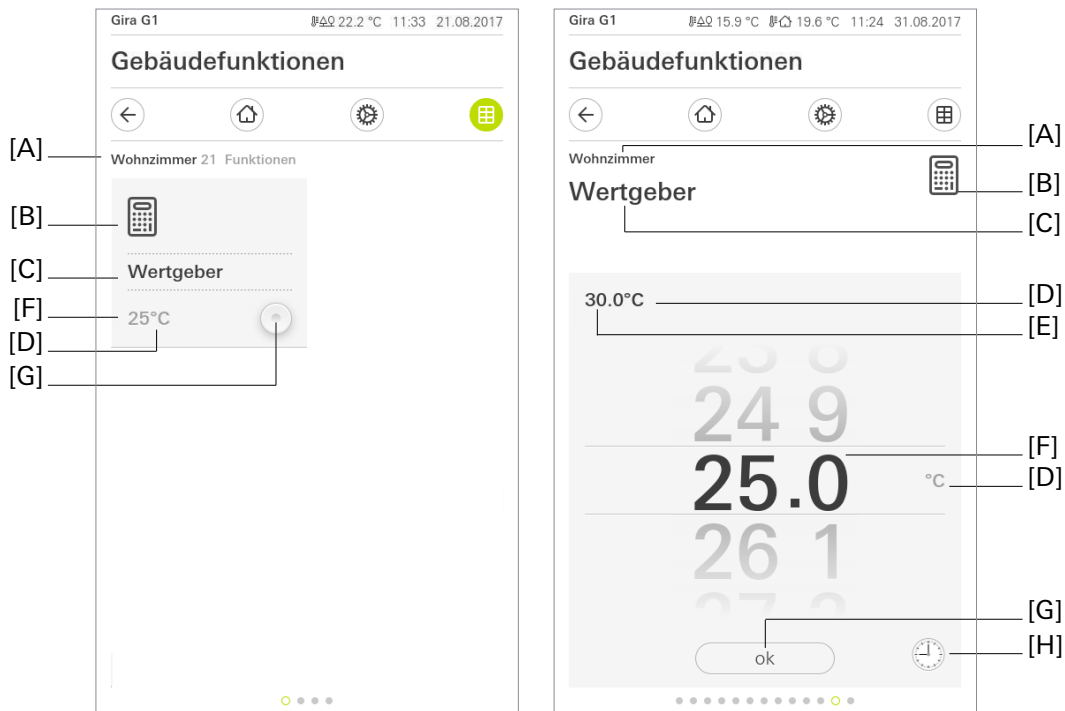 Gira G1 22.2 °C 11:33 21.08.2017
Gebäudefunktionen
[A] Wohnzimmer 21 Funktionen
[B]
[C] Wertgeber
[F] 25°C
[D]
[G]
Gira G1 15.9 °C 19.6 °C 11:24 31.08.2017
Gebäudefunktionen
Wohnzimmer [A]
[B]
Wertgeber
[C]
30.0°C [D]
[E]
24 9
[F]
25.0 °C [D]
26 1
[G]
ok [H]